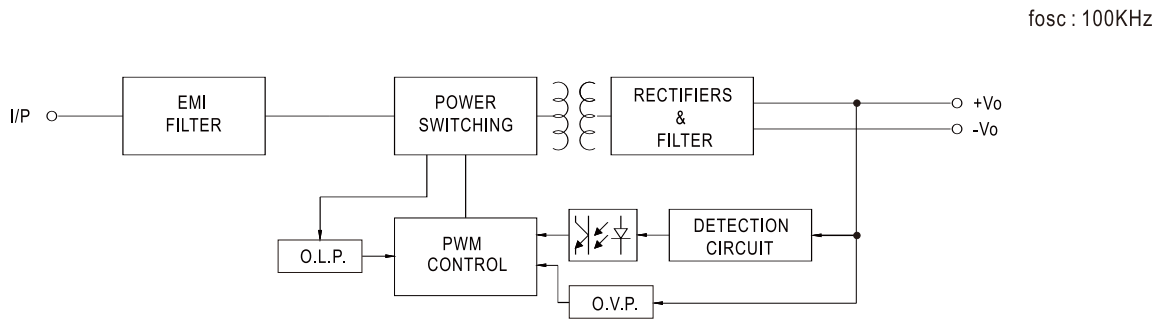 fosc : 100KHz
I/P
EMI
FILTER
POWER
SWITCHING
RECTIFIERS
&
FILTER
+Vo
-Vo
O.L.P.
PWM
CONTROL
DETECTION
CIRCUIT
O.V.P.